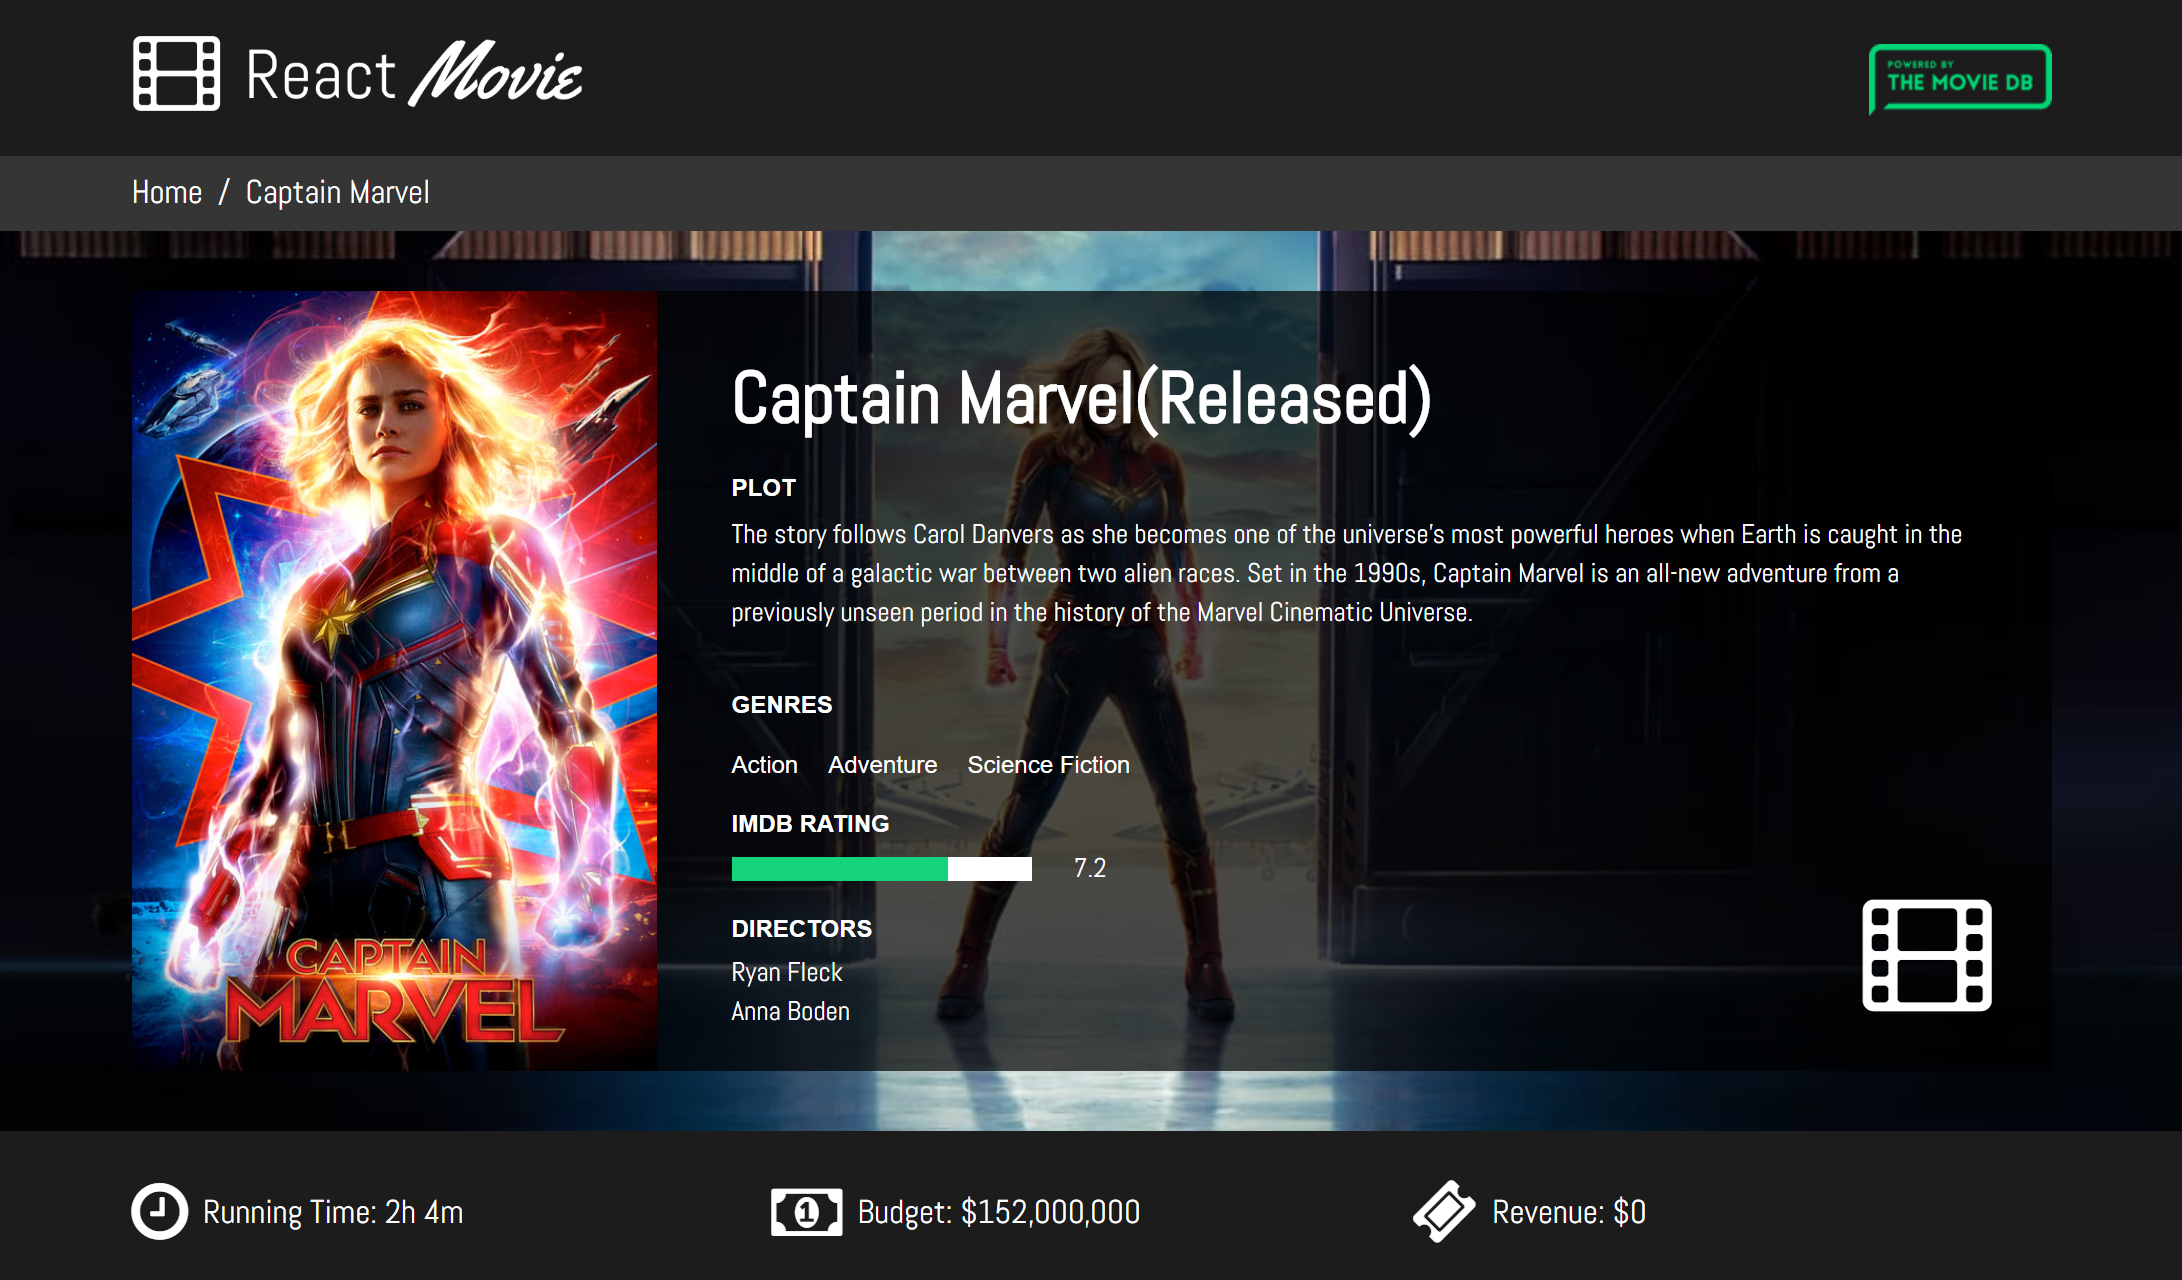 React Movie
POWERED BY
THE MOVIE DB
Home / Captain Marvel
Captain Marvel(Released)
PLOT
The story follows Carol Danvers as she becomes one of the universe's most powerful heroes when Earth is caught in the
middle of a galactic war between two alien races. Set in the 1990s, Captain Marvel is an all-new adventure from a
previously unseen period in the history of the Marvel Cinematic Universe.
GENRES
Action Adventure Science Fiction
IMDB RATING
7.2
DIRECTORS
Ryan Fleck
Anna Boden
CAPTAIN
MARVEL
Running Time: 2h 4m
1
Budget: $152,000,000
Revenue: $0